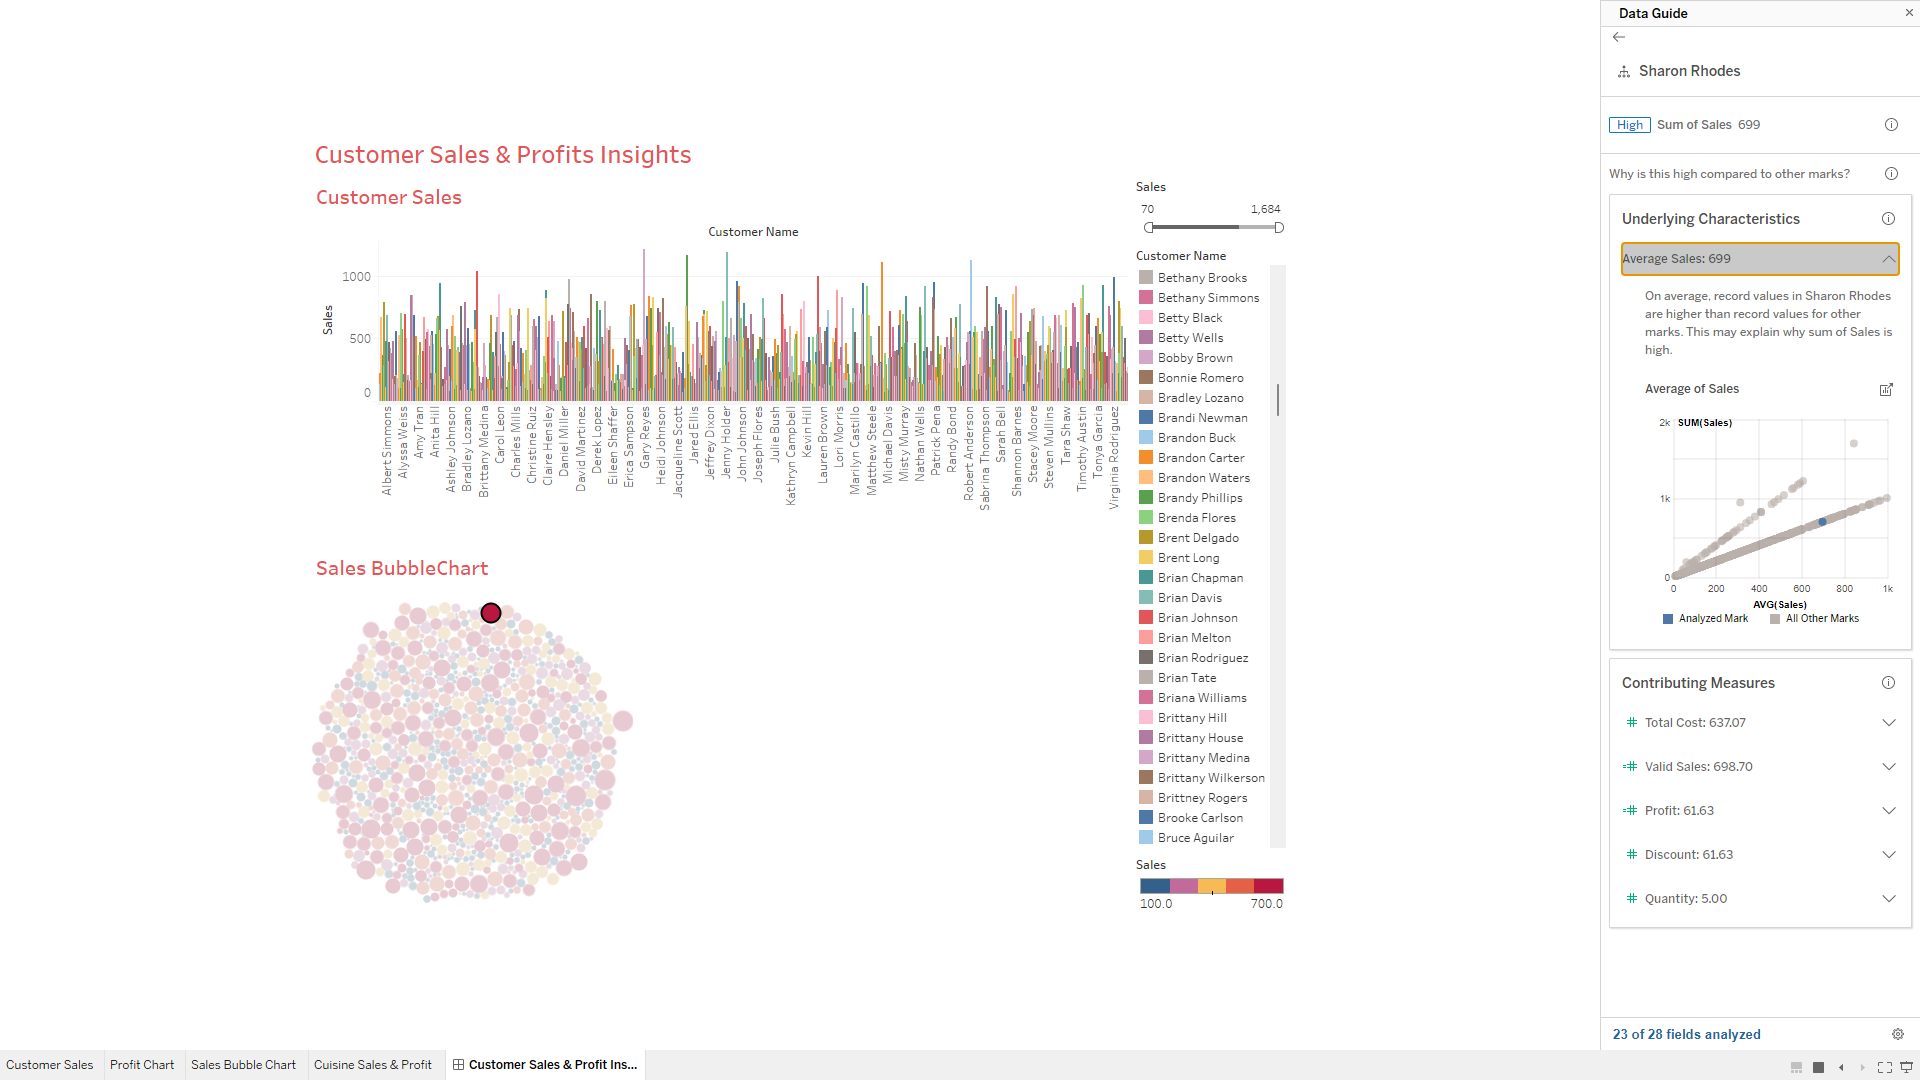 Data Guide
Sharon Rhodes
High Sum of Sales 699
Why is this high compared to other marks?
Underlying Characteristics
Average Sales: 699
On average, record values in Sharon Rhodes
are higher than record values for other
marks. This may explain why sum of Sales is
high.
Average of Sales
2k SUM(Sales)
1k
0
0 200 400 600 800 1k
AVG(Sales)
Analyzed Mark All Other Marks
Contributing Measures
Total Cost: 637.07
Valid Sales: 698.70
Profit: 61.63
Discount: 61.63
Quantity: 5.00
23 of 28 fields analyzed
Customer Sales & Profits Insights
Customer Sales
Customer Name
Sales
1000
500
0
Albert Simmons
Alyssa Weiss
Amy Tran
Anita Hill
Ashley Johnson
Bradley Lozano
Brittany Medina
Carol Leon
Charles Mills
Christine Ruiz
Claire Hensley
Daniel Miller
David Martinez
Derek Lopez
Eileen Shaffer
Erica Sampson
Gary Reyes
Heidi Johnson
Jacqueline Scott
Jared Ellis
Jeffrey Dixon
Jenny Holder
John Johnson
Joseph Flores
Julie Bush
Kathryn Campbell
Kevin Hill
Lauren Brown
Lori Morris
Marilyn Castillo
Matthew Steele
Michael Davis
Misty Murray
Nathan Wells
Patrick Pena
Randy Bond
Robert Anderson
Sabrina Thompson
Sarah Bell
Shannon Barnes
Stacey Moore
Steven Mullins
Tara Shaw
Timothy Austin
Tonya Garcia
Virginia Rodriguez
Sales
70 1,684
Customer Name
Bethany Brooks
Bethany Simmons
Betty Black
Betty Wells
Bobby Brown
Bonnie Romero
Bradley Lozano
Brandi Newman
Brandon Buck
Brandon Carter
Brandon Waters
Brandy Phillips
Brenda Flores
Brent Delgado
Brent Long
Brian Chapman
Brian Davis
Brian Johnson
Brian Melton
Brian Rodriguez
Brian Tate
Briana Williams
Brittany Hill
Brittany House
Brittany Medina
Brittany Wilkerson
Brittney Rogers
Brooke Carlson
Bruce Aguilar
Sales
100.0 700.0
Sales BubbleChart
Customer Sales
Profit Chart
Sales Bubble Chart
Cuisine Sales & Profit
Customer Sales & Profit Ins...